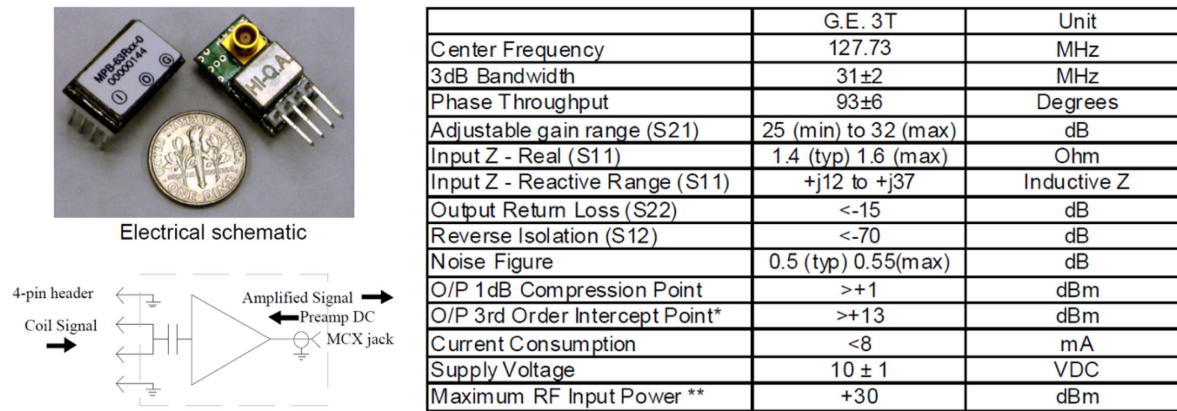 MPB-63Rxx-0
00000144
I O G
HI-Q.A.
ONE DIME
Electrical schematic
4-pin header
Coil Signal
Amplified Signal
Preamp DC
MCX jack
G.E. 3T Unit
Center Frequency 127.73 MHz
3dB Bandwidth 31±2 MHz
Phase Throughput 93±6 Degrees
Adjustable gain range (S21) 25 (min) to 32 (max) dB
Input Z - Real (S11) 1.4 (typ) 1.6 (max) Ohm
Input Z - Reactive Range (S11) +j12 to +j37 Inductive Z
Output Return Loss (S22) <-15 dB
Reverse Isolation (S12) <-70 dB
Noise Figure 0.5 (typ) 0.55(max) dB
O/P 1dB Compression Point >+1 dBm
O/P 3rd Order Intercept Point* >+13 dBm
Current Consumption <8 mA
Supply Voltage 10 ± 1 VDC
Maximum RF Input Power ** +30 dBm